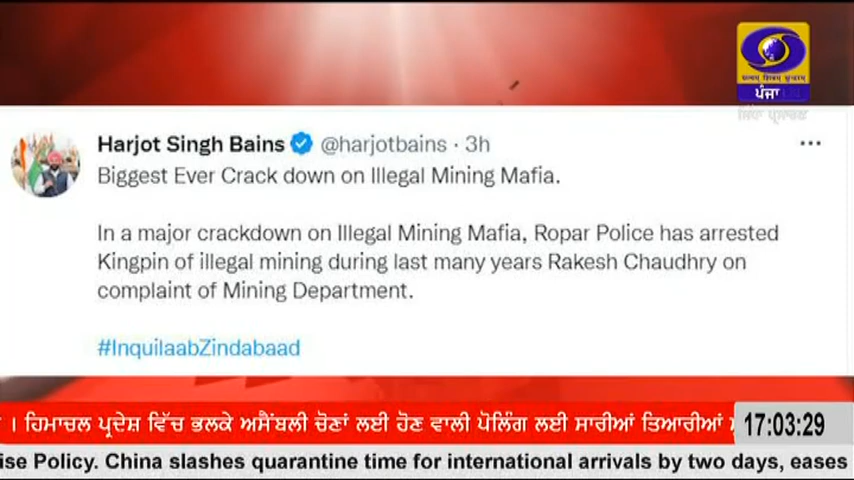 ਪੰਜਾਬੀ
Harjot Singh Bains @harjotbains · 3h
Biggest Ever Crack down on Illegal Mining Mafia.
In a major crackdown on Illegal Mining Mafia, Ropar Police has arrested
Kingpin of illegal mining during last many years Rakesh Chaudhry on
complaint of Mining Department.
#InquilaabZindabaad
। ਹਿਮਾਚਲ ਪ੍ਰਦੇਸ਼ ਵਿੱਚ ਭਲਕੇ ਅਸੈਂਬਲੀ ਚੋਣਾਂ ਲਈ ਹੋਣ ਵਾਲੀ ਪੋਲਿੰਗ ਲਈ ਸਾਰੀਆਂ ਤਿਆਰੀਆਂ
17:03:29
ise Policy. China slashes quarantine time for international arrivals by two days, eases